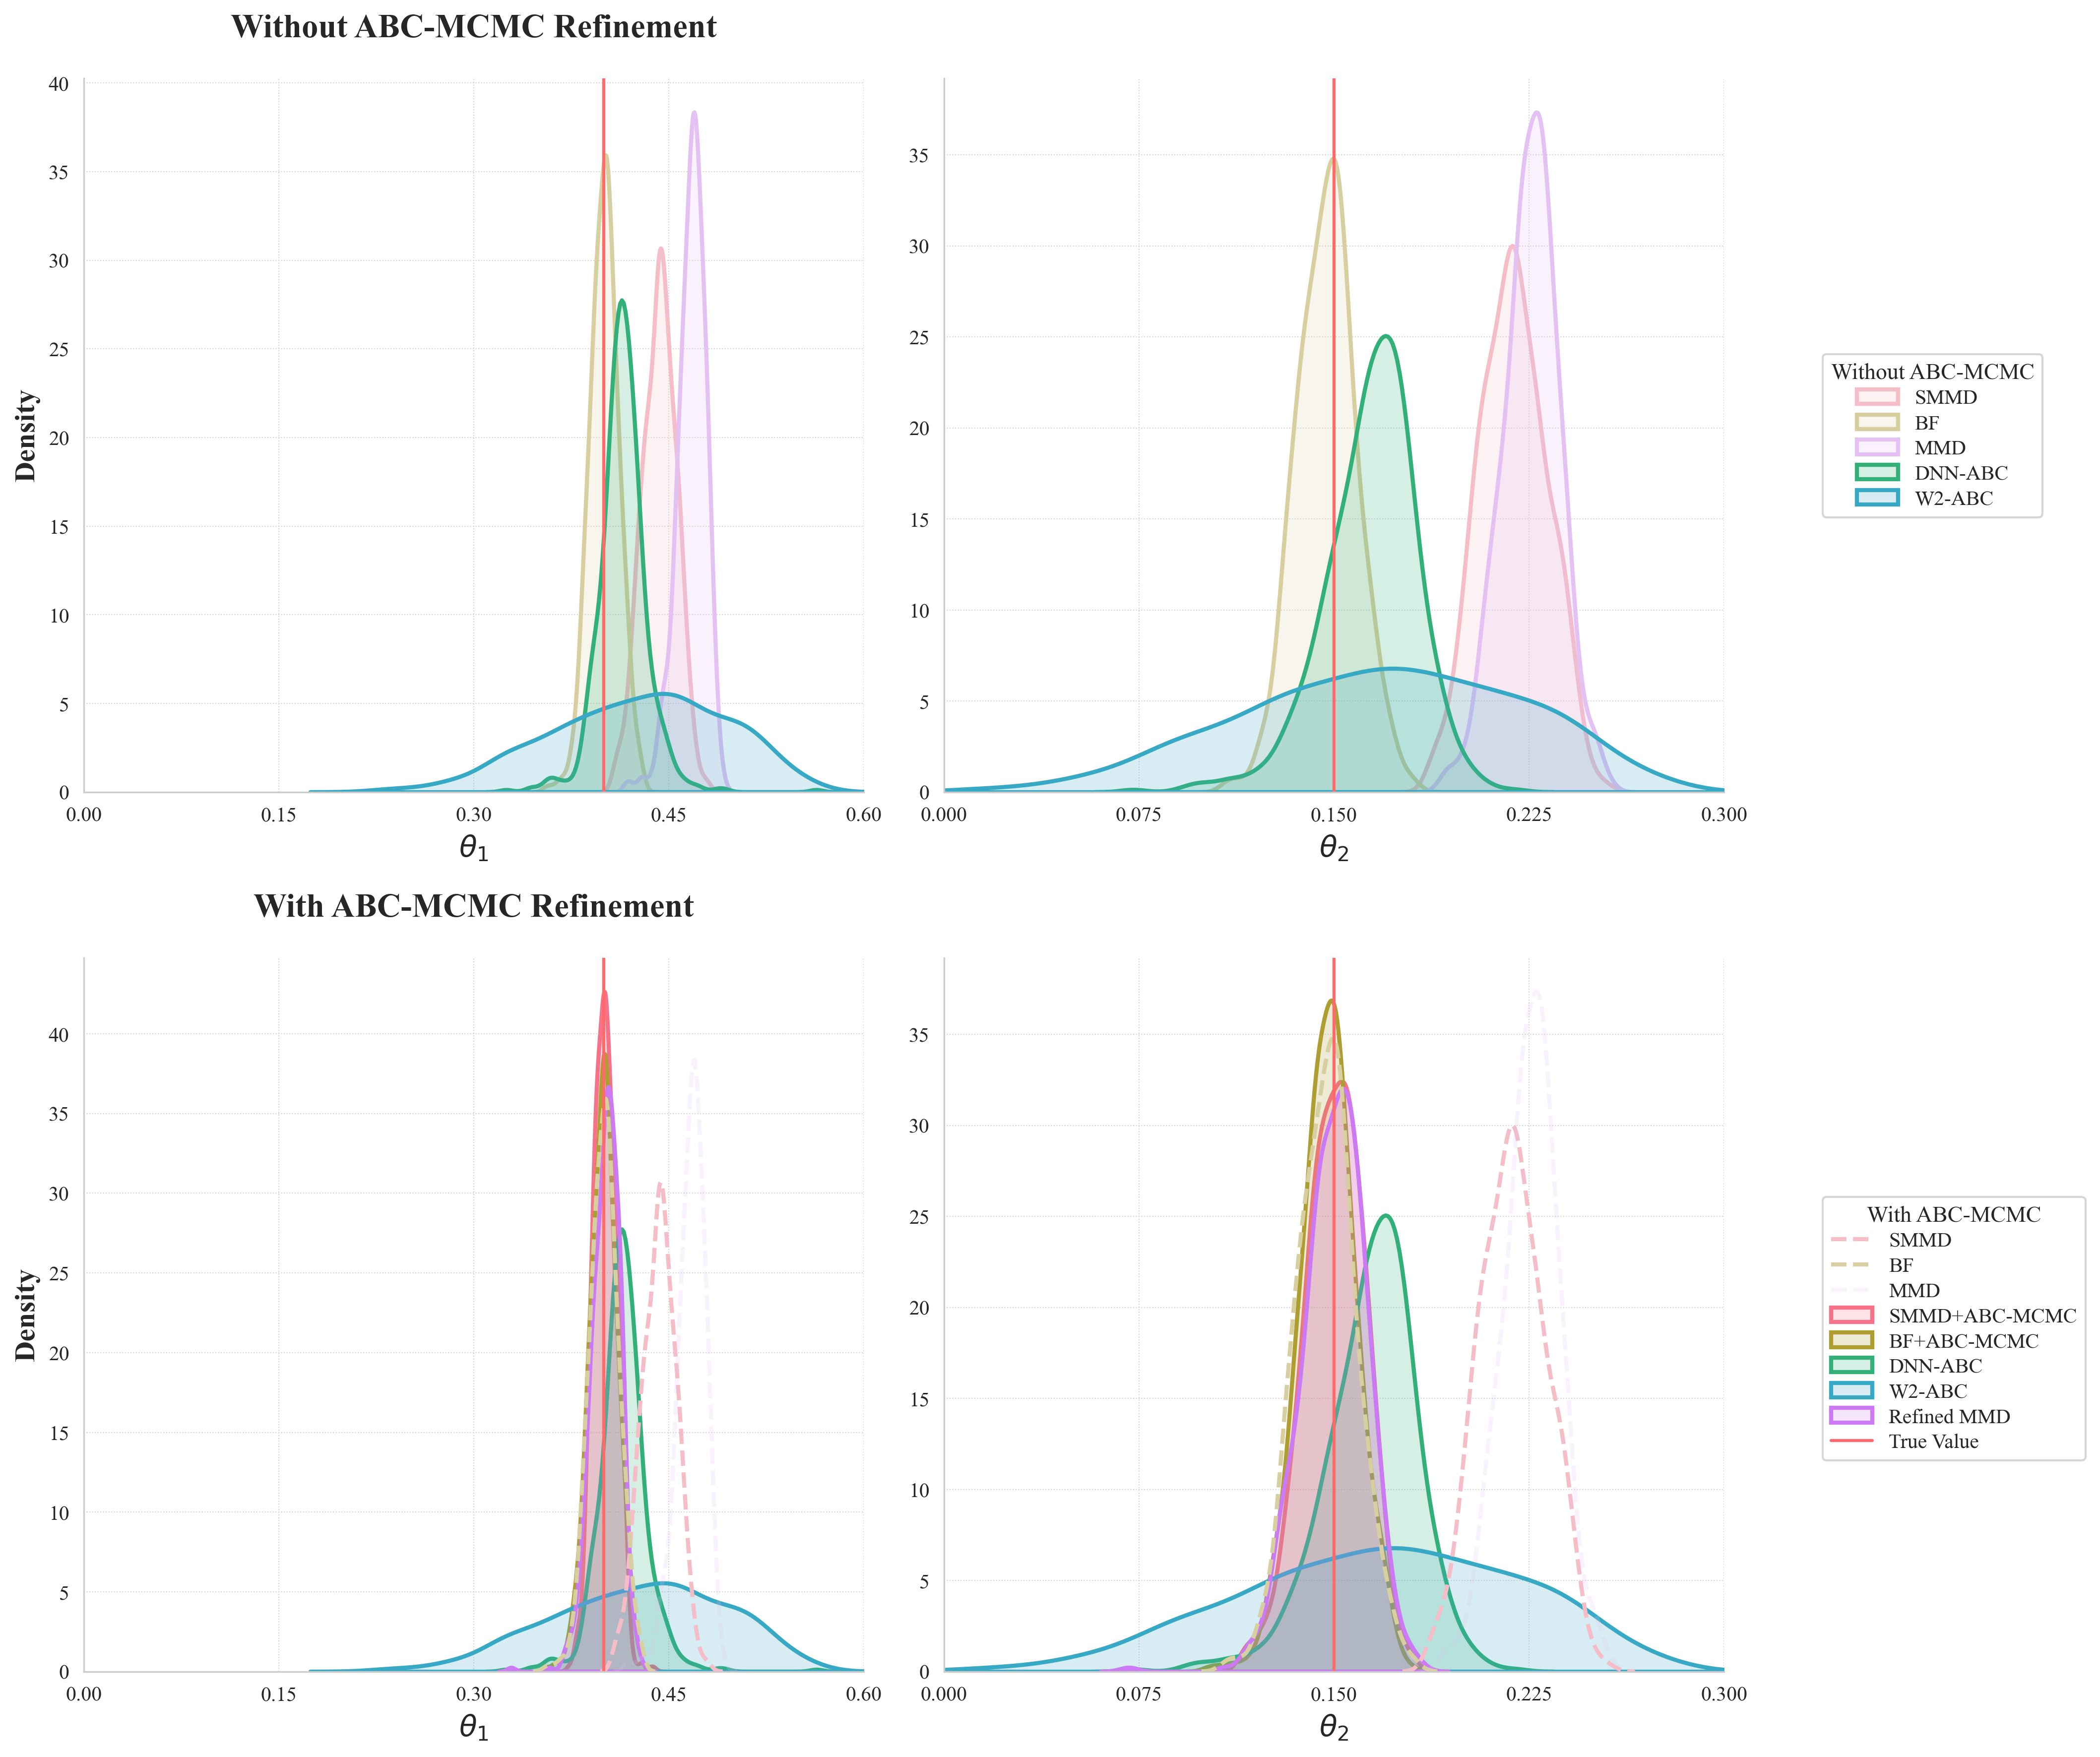 Without ABC-MCMC Refinement
Density
40
35
30
25
20
15
10
5
0
0.00 0.15 0.30 0.45 0.60
θ1
35
30
25
20
15
10
5
0
0.000 0.075 0.150 0.225 0.300
θ2
Without ABC-MCMC
SMMD
BF
MMD
DNN-ABC
W2-ABC
With ABC-MCMC Refinement
Density
40
35
30
25
20
15
10
5
0
0.00 0.15 0.30 0.45 0.60
θ1
35
30
25
20
15
10
5
0
0.000 0.075 0.150 0.225 0.300
θ2
With ABC-MCMC
SMMD
BF
MMD
SMMD+ABC-MCMC
BF+ABC-MCMC
DNN-ABC
W2-ABC
Refined MMD
True Value